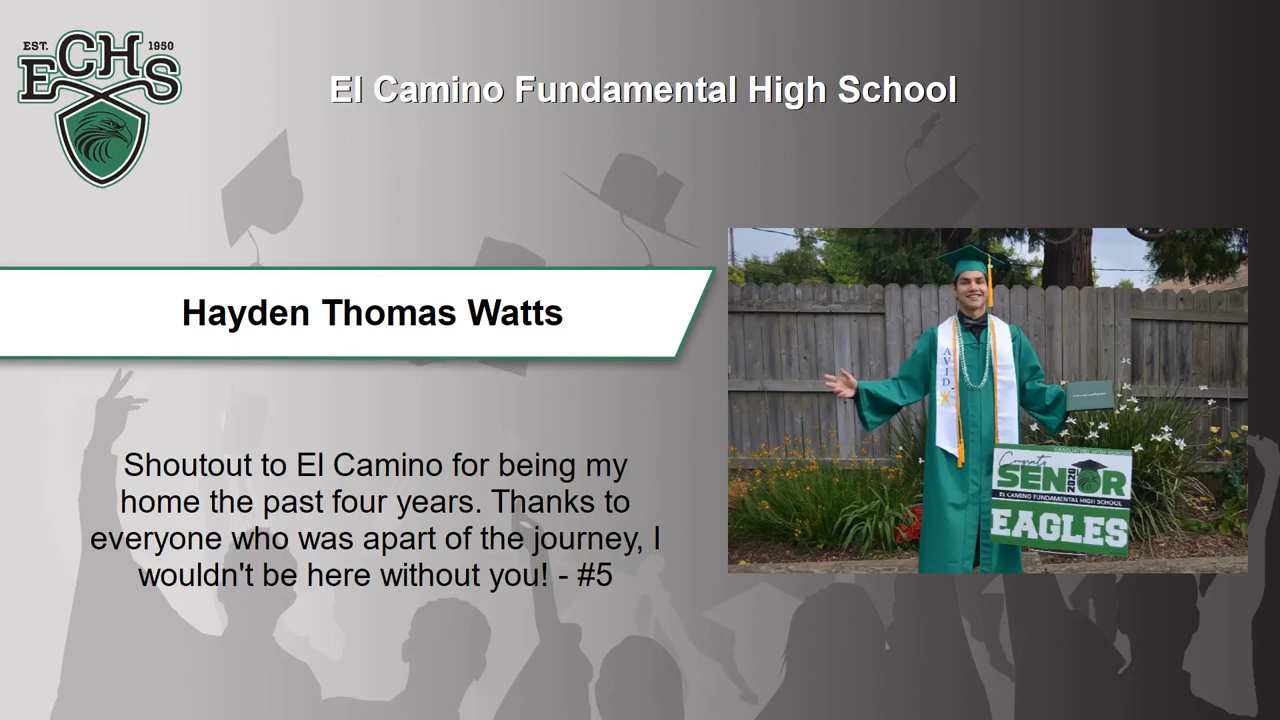 EST. 1950
ECHS
El Camino Fundamental High School
Hayden Thomas Watts
Shoutout to El Camino for being my
home the past four years. Thanks to
everyone who was apart of the journey, I
wouldn't be here without you! - #5
AVID
Congrats
SENIOR
2020
EL CAMINO FUNDAMENTAL HIGH SCHOOL
EAGLES